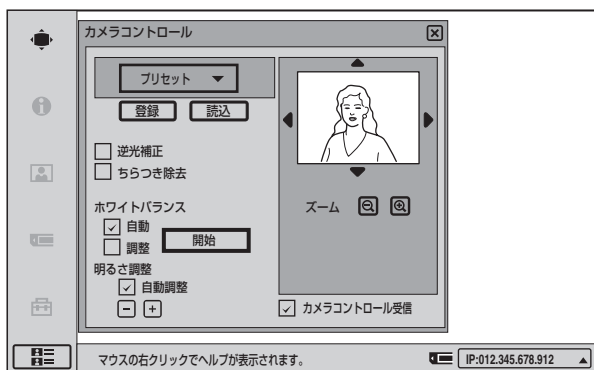 カメラコントロール
プリセット
登録 読込
逆光補正
ちらつき除去
ホワイトバランス
自動
調整
開始
明るさ調整
自動調整
ズーム
カメラコントロール受信
マウスの右クリックでヘルプが表示されます。
IP:012.345.678.912